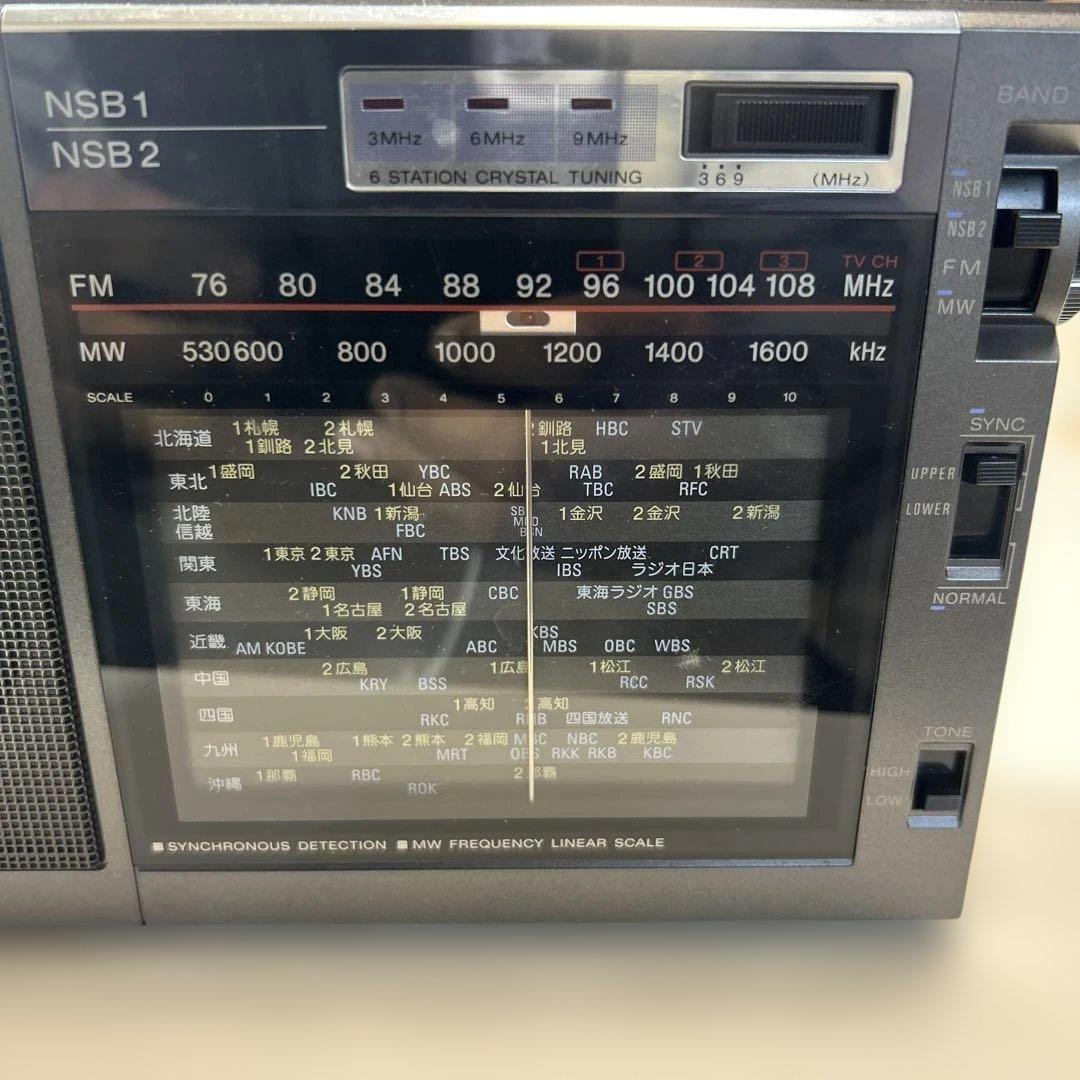 NSB1
NSB2
3MHz 6MHz 9MHz
6 STATION CRYSTAL TUNING
3 6 9 (MHz)
BAND
NSB1
NSB2
FM
MW
1 2 3 TV CH
FM 76 80 84 88 92 96 100 104 108 MHz
MW 530 600 800 1000 1200 1400 1600 kHz
SCALE 0 1 2 3 4 5 6 7 8 9 10
北海道 1札幌 2札幌 2釧路 HBC STV
1釧路 2北見 1北見
東北 1盛岡 2秋田 YBC RAB 2盛岡 1秋田
IBC 1仙台 ABS 2仙台 TBC RFC
北陸 KNB 1新潟 1金沢 2金沢 2新潟
信越 FBC
関東 1東京 2東京 AFN TBS 文化放送 ニッポン放送 CRT
YBS IBS ラジオ日本
東海 2静岡 1静岡 CBC 東海ラジオ GBS
1名古屋 2名古屋 SBS
近畿 1大阪 2大阪 KBS
AM KOBE ABC MBS OBC WBS
中国 2広島 1広島 1松江 2松江
KRY BSS RCC RSK
四国 1高知 2高知
RKC RNB 四国放送 RNC
九州 1鹿児島 1熊本 2熊本 2福岡 MBC NBC 2鹿児島
1福岡 MRT OBS RKK RKB KBC
沖縄 1那覇 RBC 2那覇
ROK
SYNCHRONOUS DETECTION MW FREQUENCY LINEAR SCALE
SYNC
UPPER
LOWER
NORMAL
TONE
HIGH
LOW